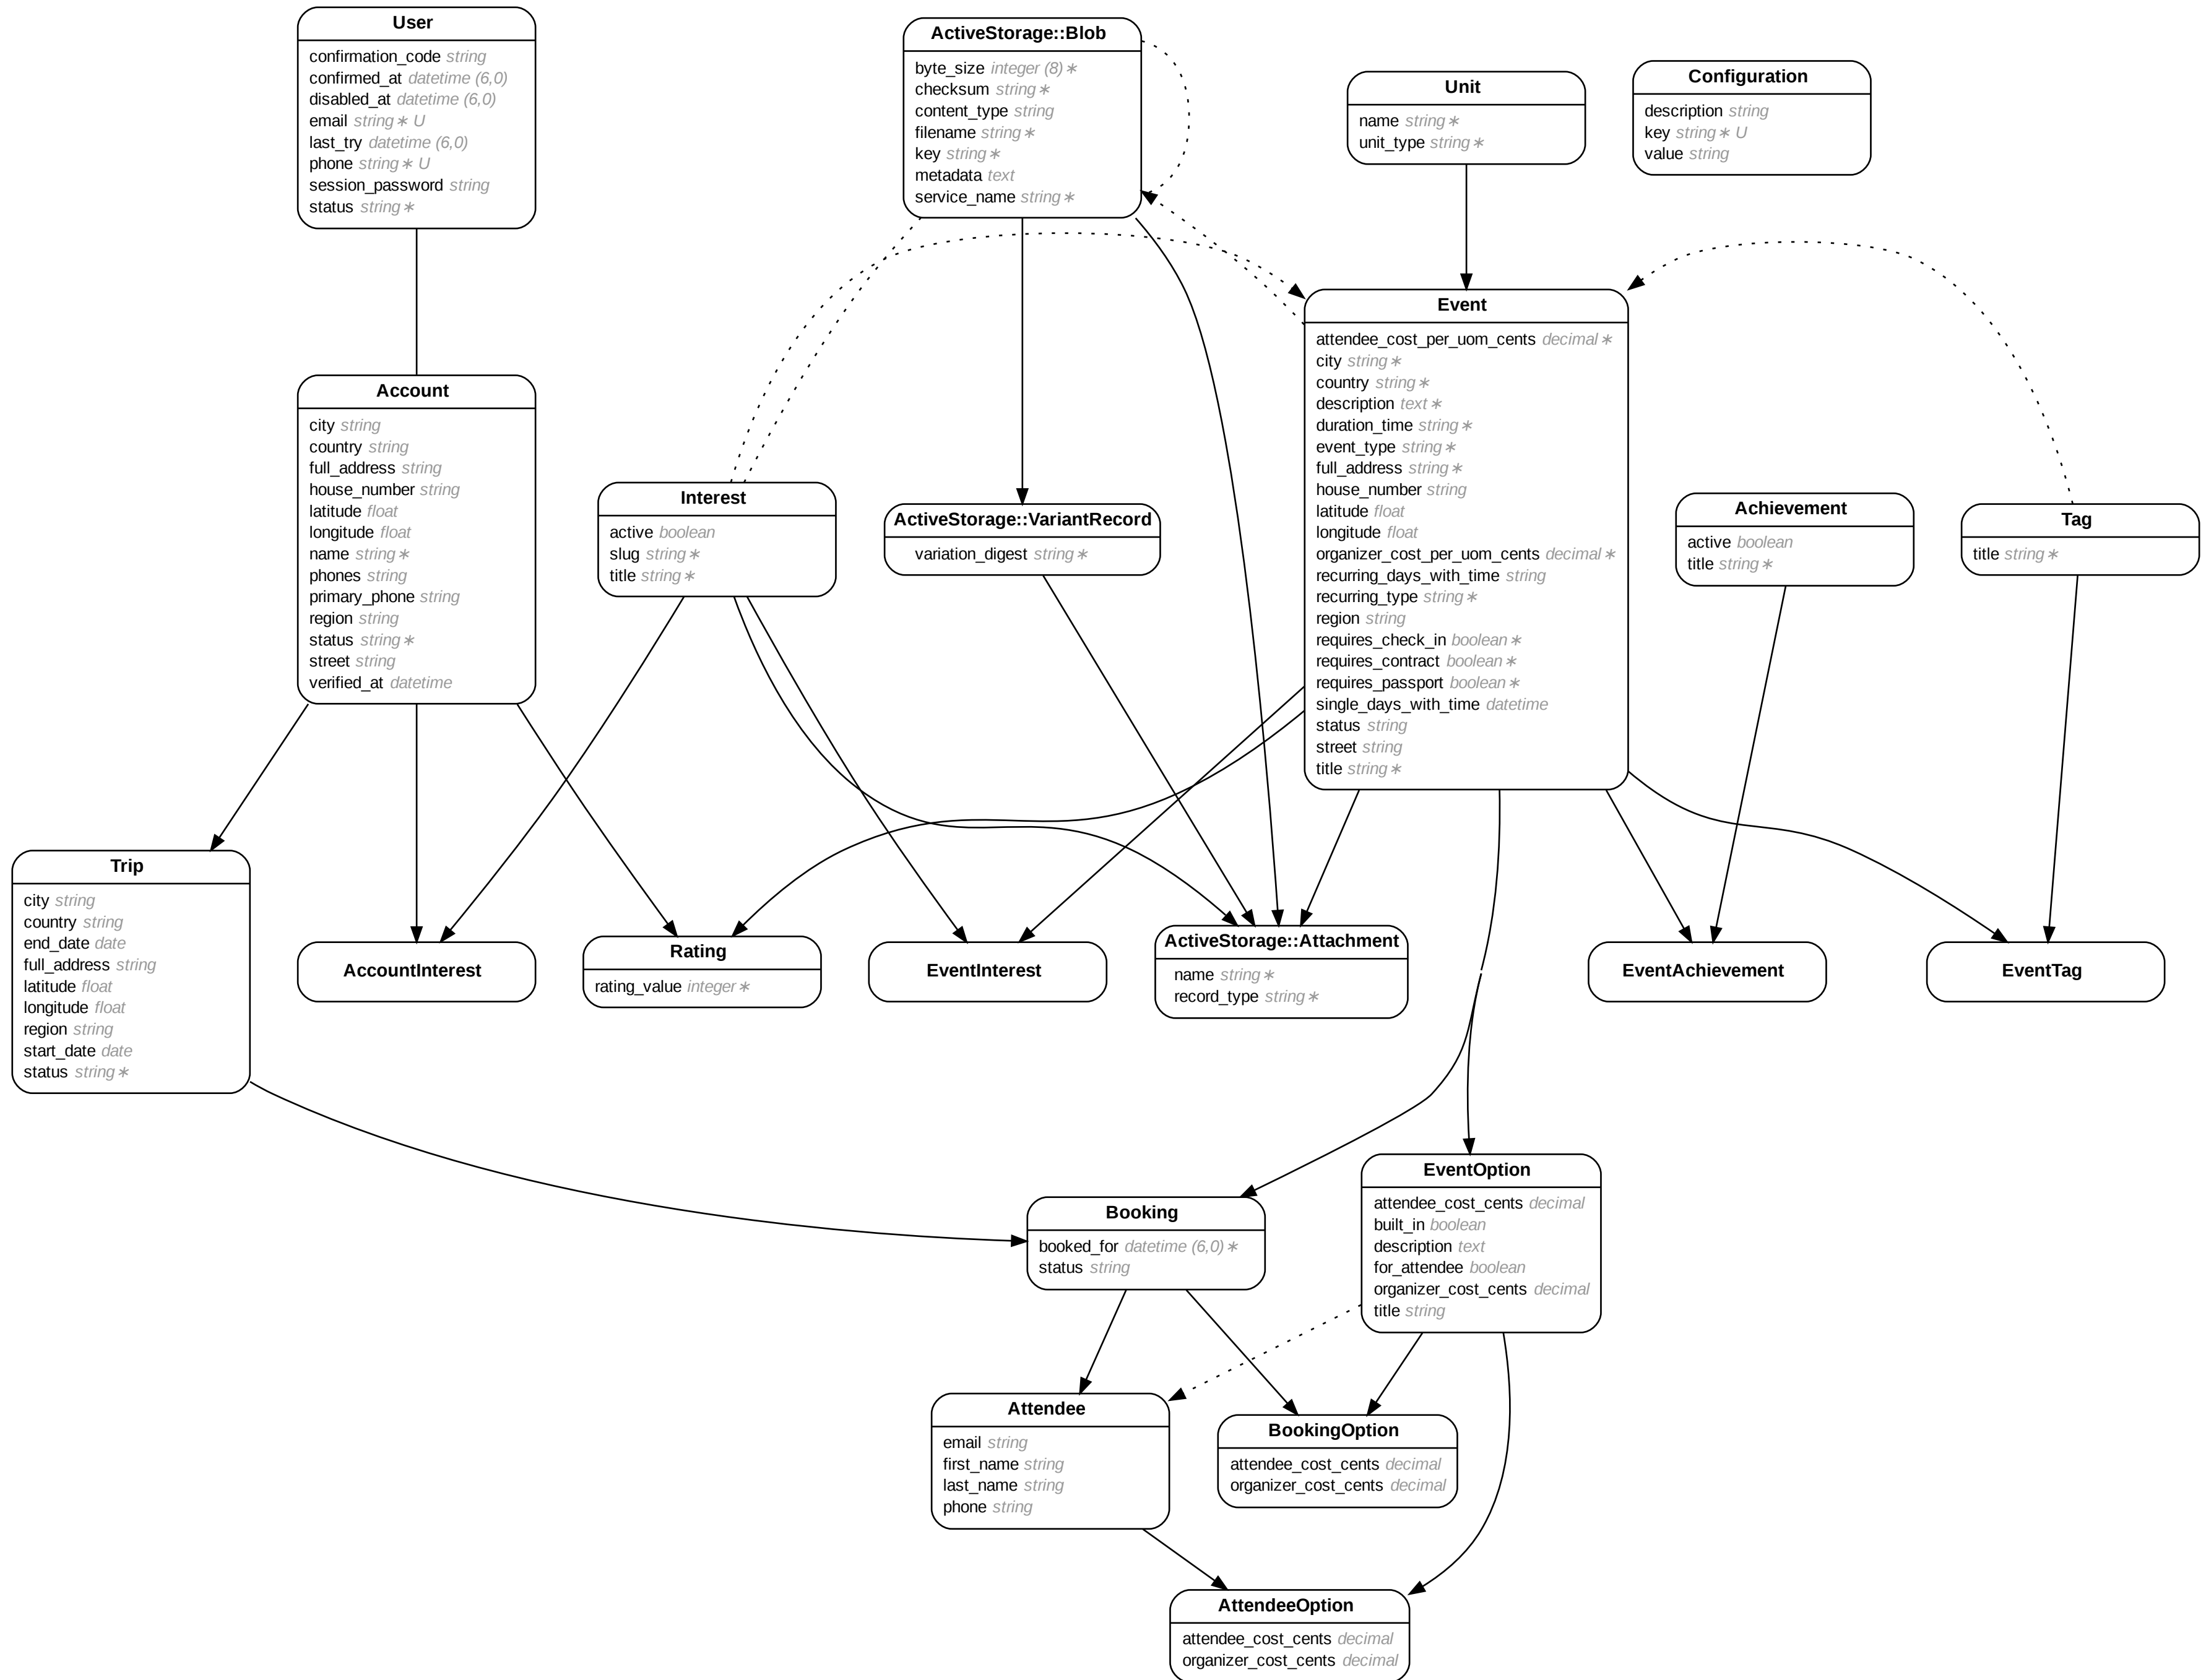 User
confirmation_code string
confirmed_at datetime (6,0)
disabled_at datetime (6,0)
email string∗ U
last_try datetime (6,0)
phone string∗ U
session_password string
status string∗
ActiveStorage::Blob
byte_size integer (8)∗
checksum string∗
content_type string
filename string∗
key string∗
metadata text
service_name string∗
Unit
name string∗
unit_type string∗
Configuration
description string
key string∗ U
value string
Account
city string
country string
full_address string
house_number string
latitude float
longitude float
name string∗
phones string
primary_phone string
region string
status string∗
street string
verified_at datetime
Interest
active boolean
slug string∗
title string∗
ActiveStorage::VariantRecord
variation_digest string∗
Event
attendee_cost_per_uom_cents decimal∗
city string∗
country string∗
description text∗
duration_time string∗
event_type string∗
full_address string∗
house_number string
latitude float
longitude float
organizer_cost_per_uom_cents decimal∗
recurring_days_with_time string
recurring_type string∗
region string
requires_check_in boolean∗
requires_contract boolean∗
requires_passport boolean∗
single_days_with_time datetime
status string
street string
title string∗
Achievement
active boolean
title string∗
Tag
title string∗
Trip
city string
country string
end_date date
full_address string
latitude float
longitude float
region string
start_date date
status string∗
AccountInterest
Rating
rating_value integer∗
EventInterest
ActiveStorage::Attachment
name string∗
record_type string∗
EventAchievement
EventTag
Booking
booked_for datetime (6,0)∗
status string
EventOption
attendee_cost_cents decimal
built_in boolean
description text
for_attendee boolean
organizer_cost_cents decimal
title string
Attendee
email string
first_name string
last_name string
phone string
BookingOption
attendee_cost_cents decimal
organizer_cost_cents decimal
AttendeeOption
attendee_cost_cents decimal
organizer_cost_cents decimal